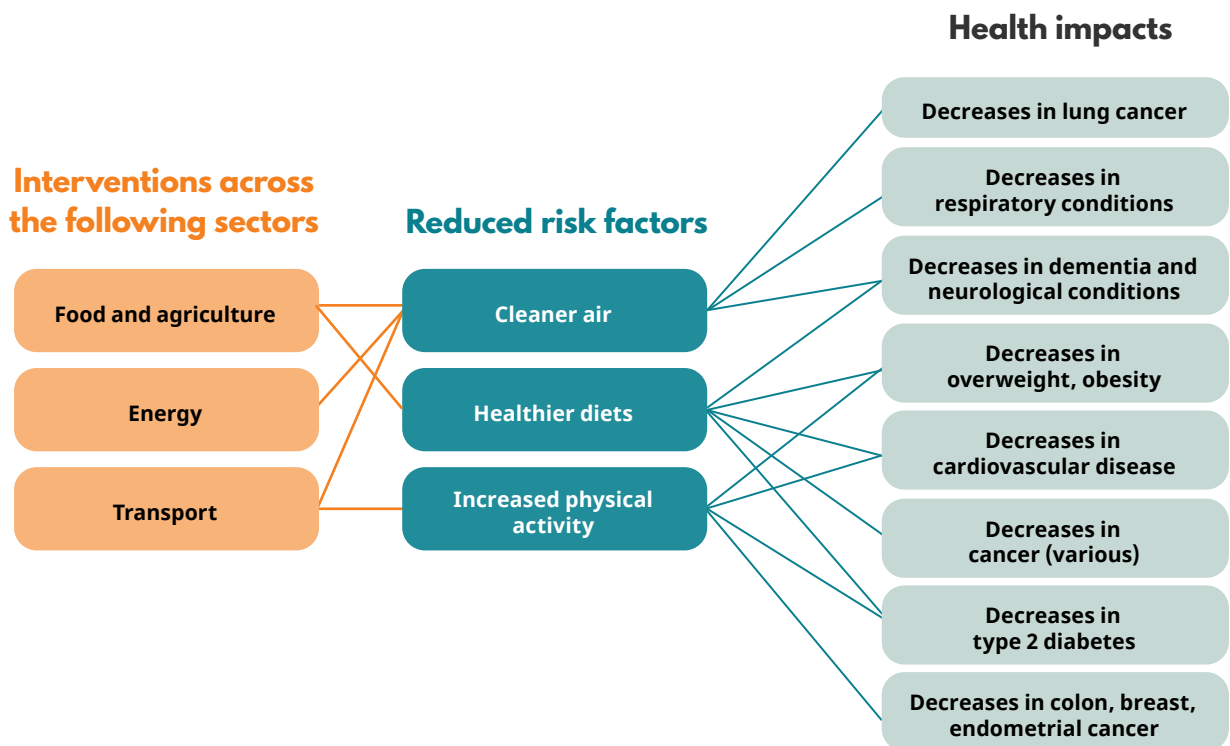 Health impacts
Interventions across
the following sectors
Reduced risk factors
Food and agriculture
Energy
Transport
Cleaner air
Healthier diets
Increased physical
activity
Decreases in lung cancer
Decreases in
respiratory conditions
Decreases in dementia and
neurological conditions
Decreases in
overweight, obesity
Decreases in
cardiovascular disease
Decreases in
cancer (various)
Decreases in
type 2 diabetes
Decreases in colon, breast,
endometrial cancer